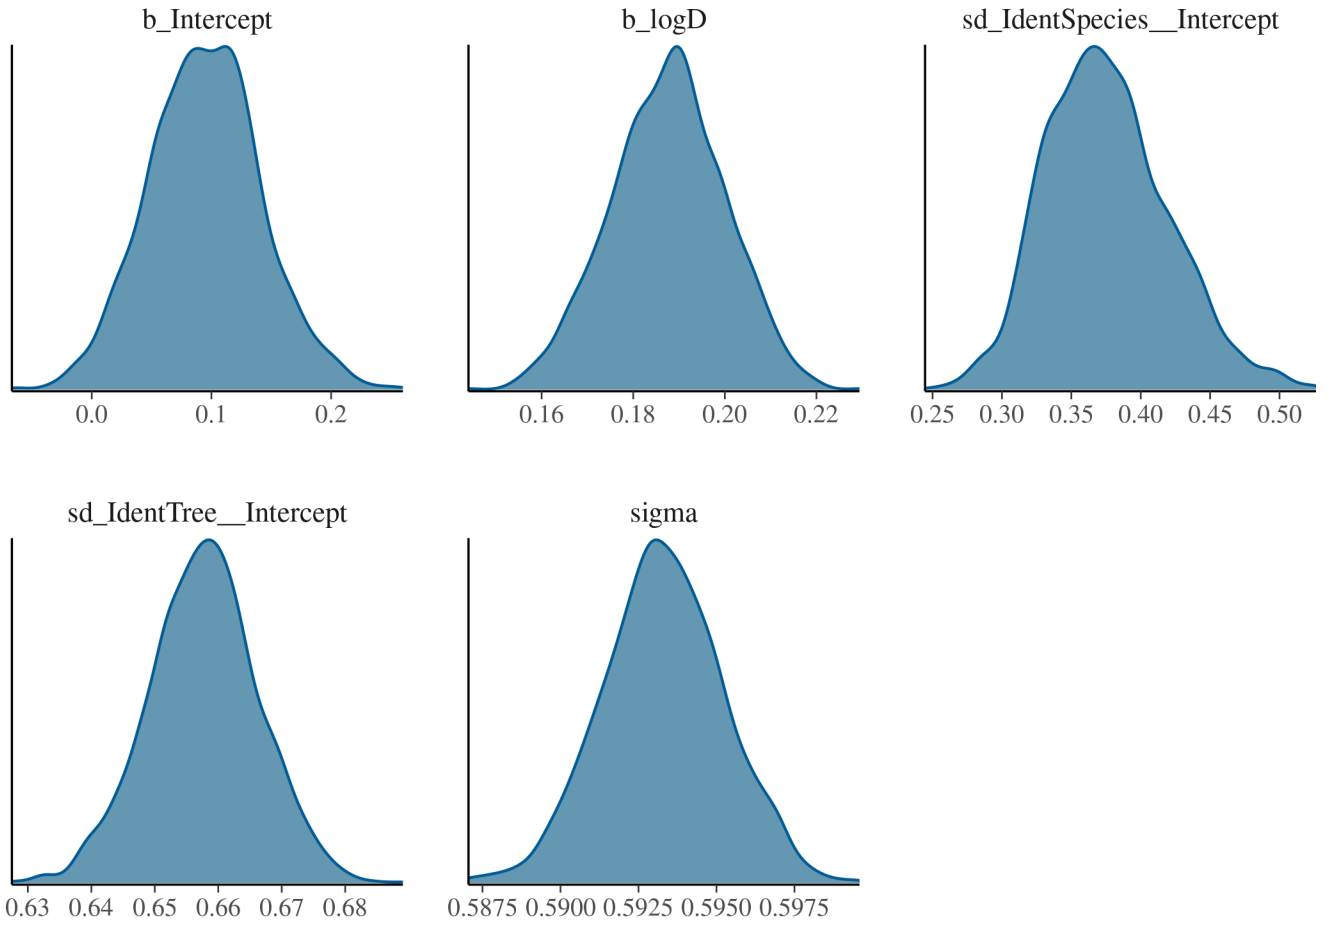 b_Intercept
b_logD
sd_IdentSpecies__Intercept
0.0 0.1 0.2
0.16 0.18 0.20 0.22
0.25 0.30 0.35 0.40 0.45 0.50
sd_IdentTree__Intercept
sigma
0.63 0.64 0.65 0.66 0.67 0.68
0.5875 0.5900 0.5925 0.5950 0.5975